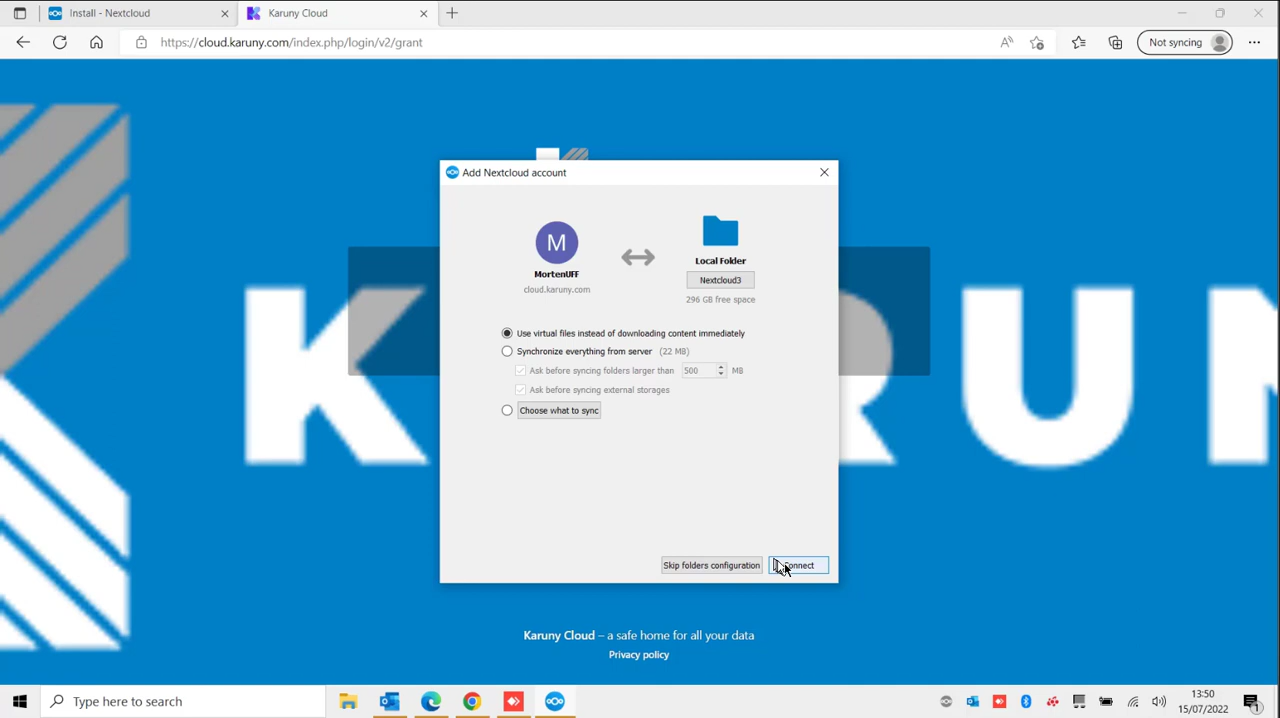 Install - Nextcloud
Karuny Cloud
https://cloud.karuny.com/index.php/login/v2/grant
Not syncing
Add Nextcloud account
M
MortenUFF
cloud.karuny.com
Local Folder
Nextcloud3
296 GB free space
Use virtual files instead of downloading content immediately
Synchronize everything from server (22 MB)
Ask before syncing folders larger than 500 MB
Ask before syncing external storages
Choose what to sync
Skip folders configuration
Connect
K RUN
Karuny Cloud – a safe home for all your data
Privacy policy
Type here to search
13:50
15/07/2022
1